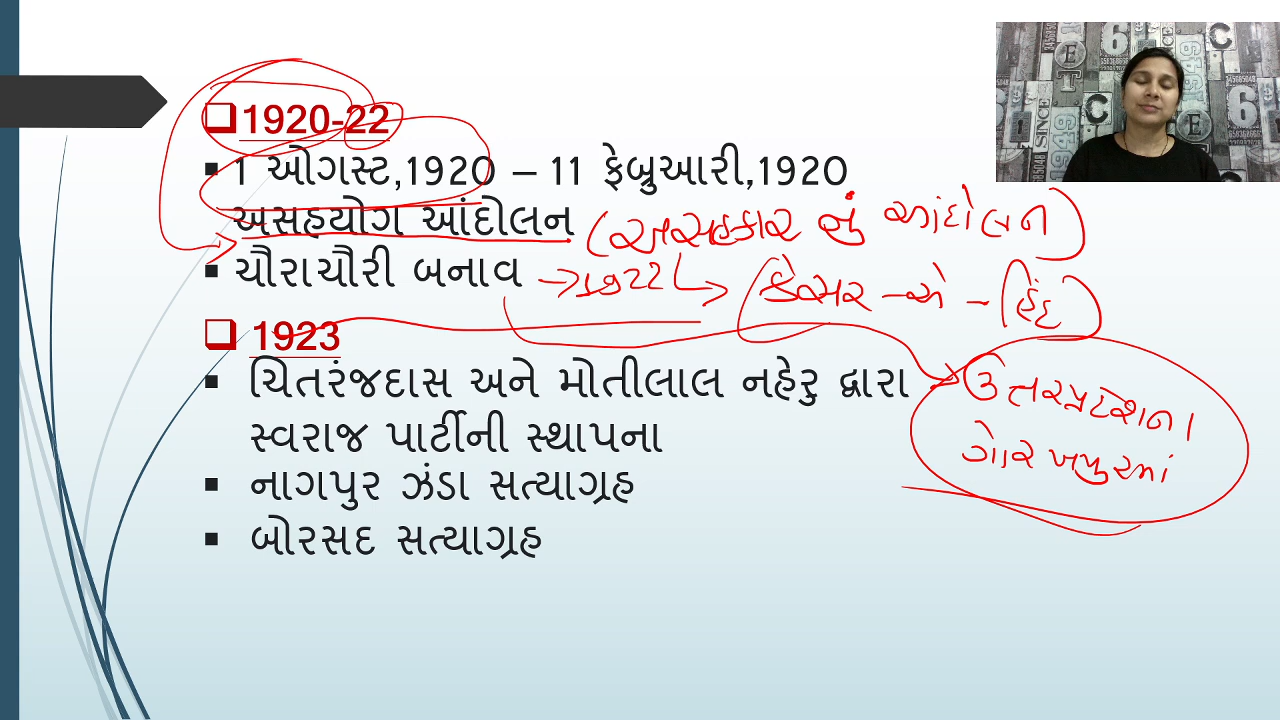 1920-22
1 ઓગસ્ટ,1920 – 11 ફેબ્રુઆરી,1920
અસહયોગ આંદોલન (અસહકાર નું આંદોલન)
ચૌરાચૌરી બનાવ → 1922 → (કેસર-એ-હિંદ)
1923
ચિતરંજદાસ અને મોતીલાલ નહેરુ દ્વારા
સ્વરાજ પાર્ટીની સ્થાપના
ઉત્તરપ્રદેશના
ગોરખપુરમાં
નાગપુર ઝંડા સત્યાગ્રહ
બોરસદ સત્યાગ્રહ